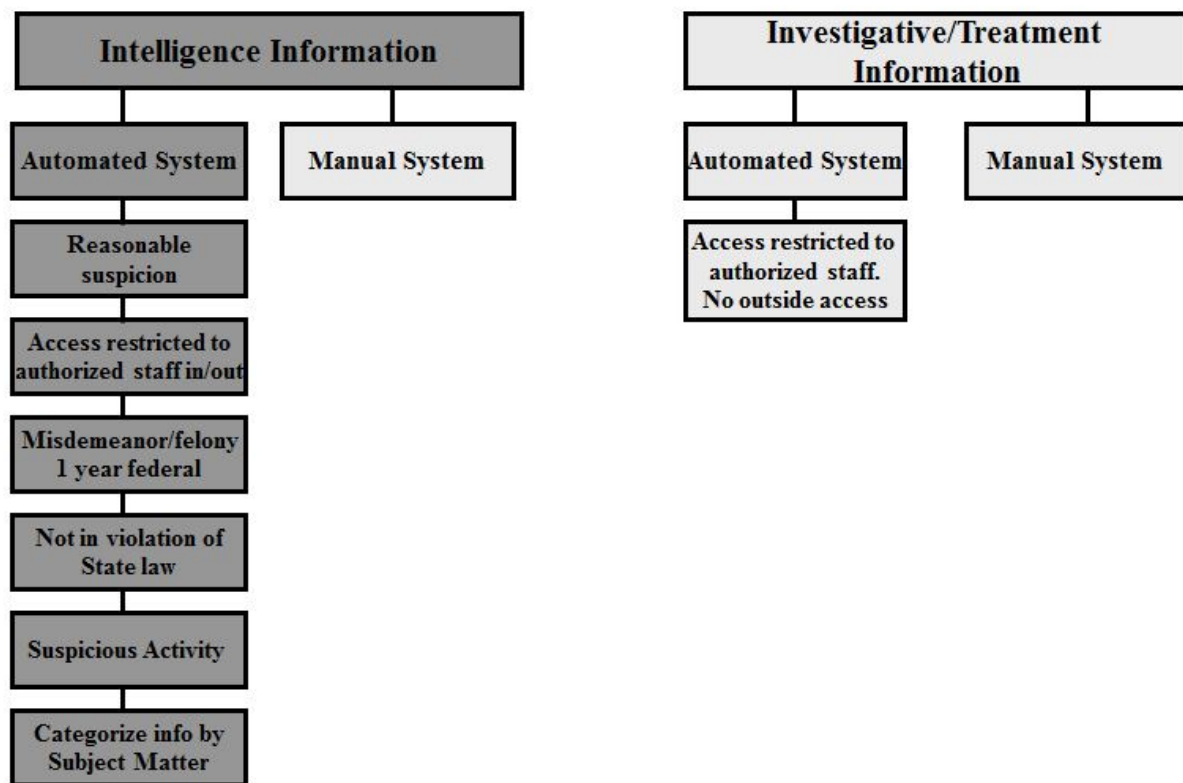 Intelligence Information
Automated System
Manual System
Reasonable
suspicion
Access restricted to
authorized staff in/out
Misdemeanor/felony
1 year federal
Not in violation of
State law
Suspicious Activity
Categorize info by
Subject Matter
Investigative/Treatment
Information
Automated System
Manual System
Access restricted to
authorized staff.
No outside access